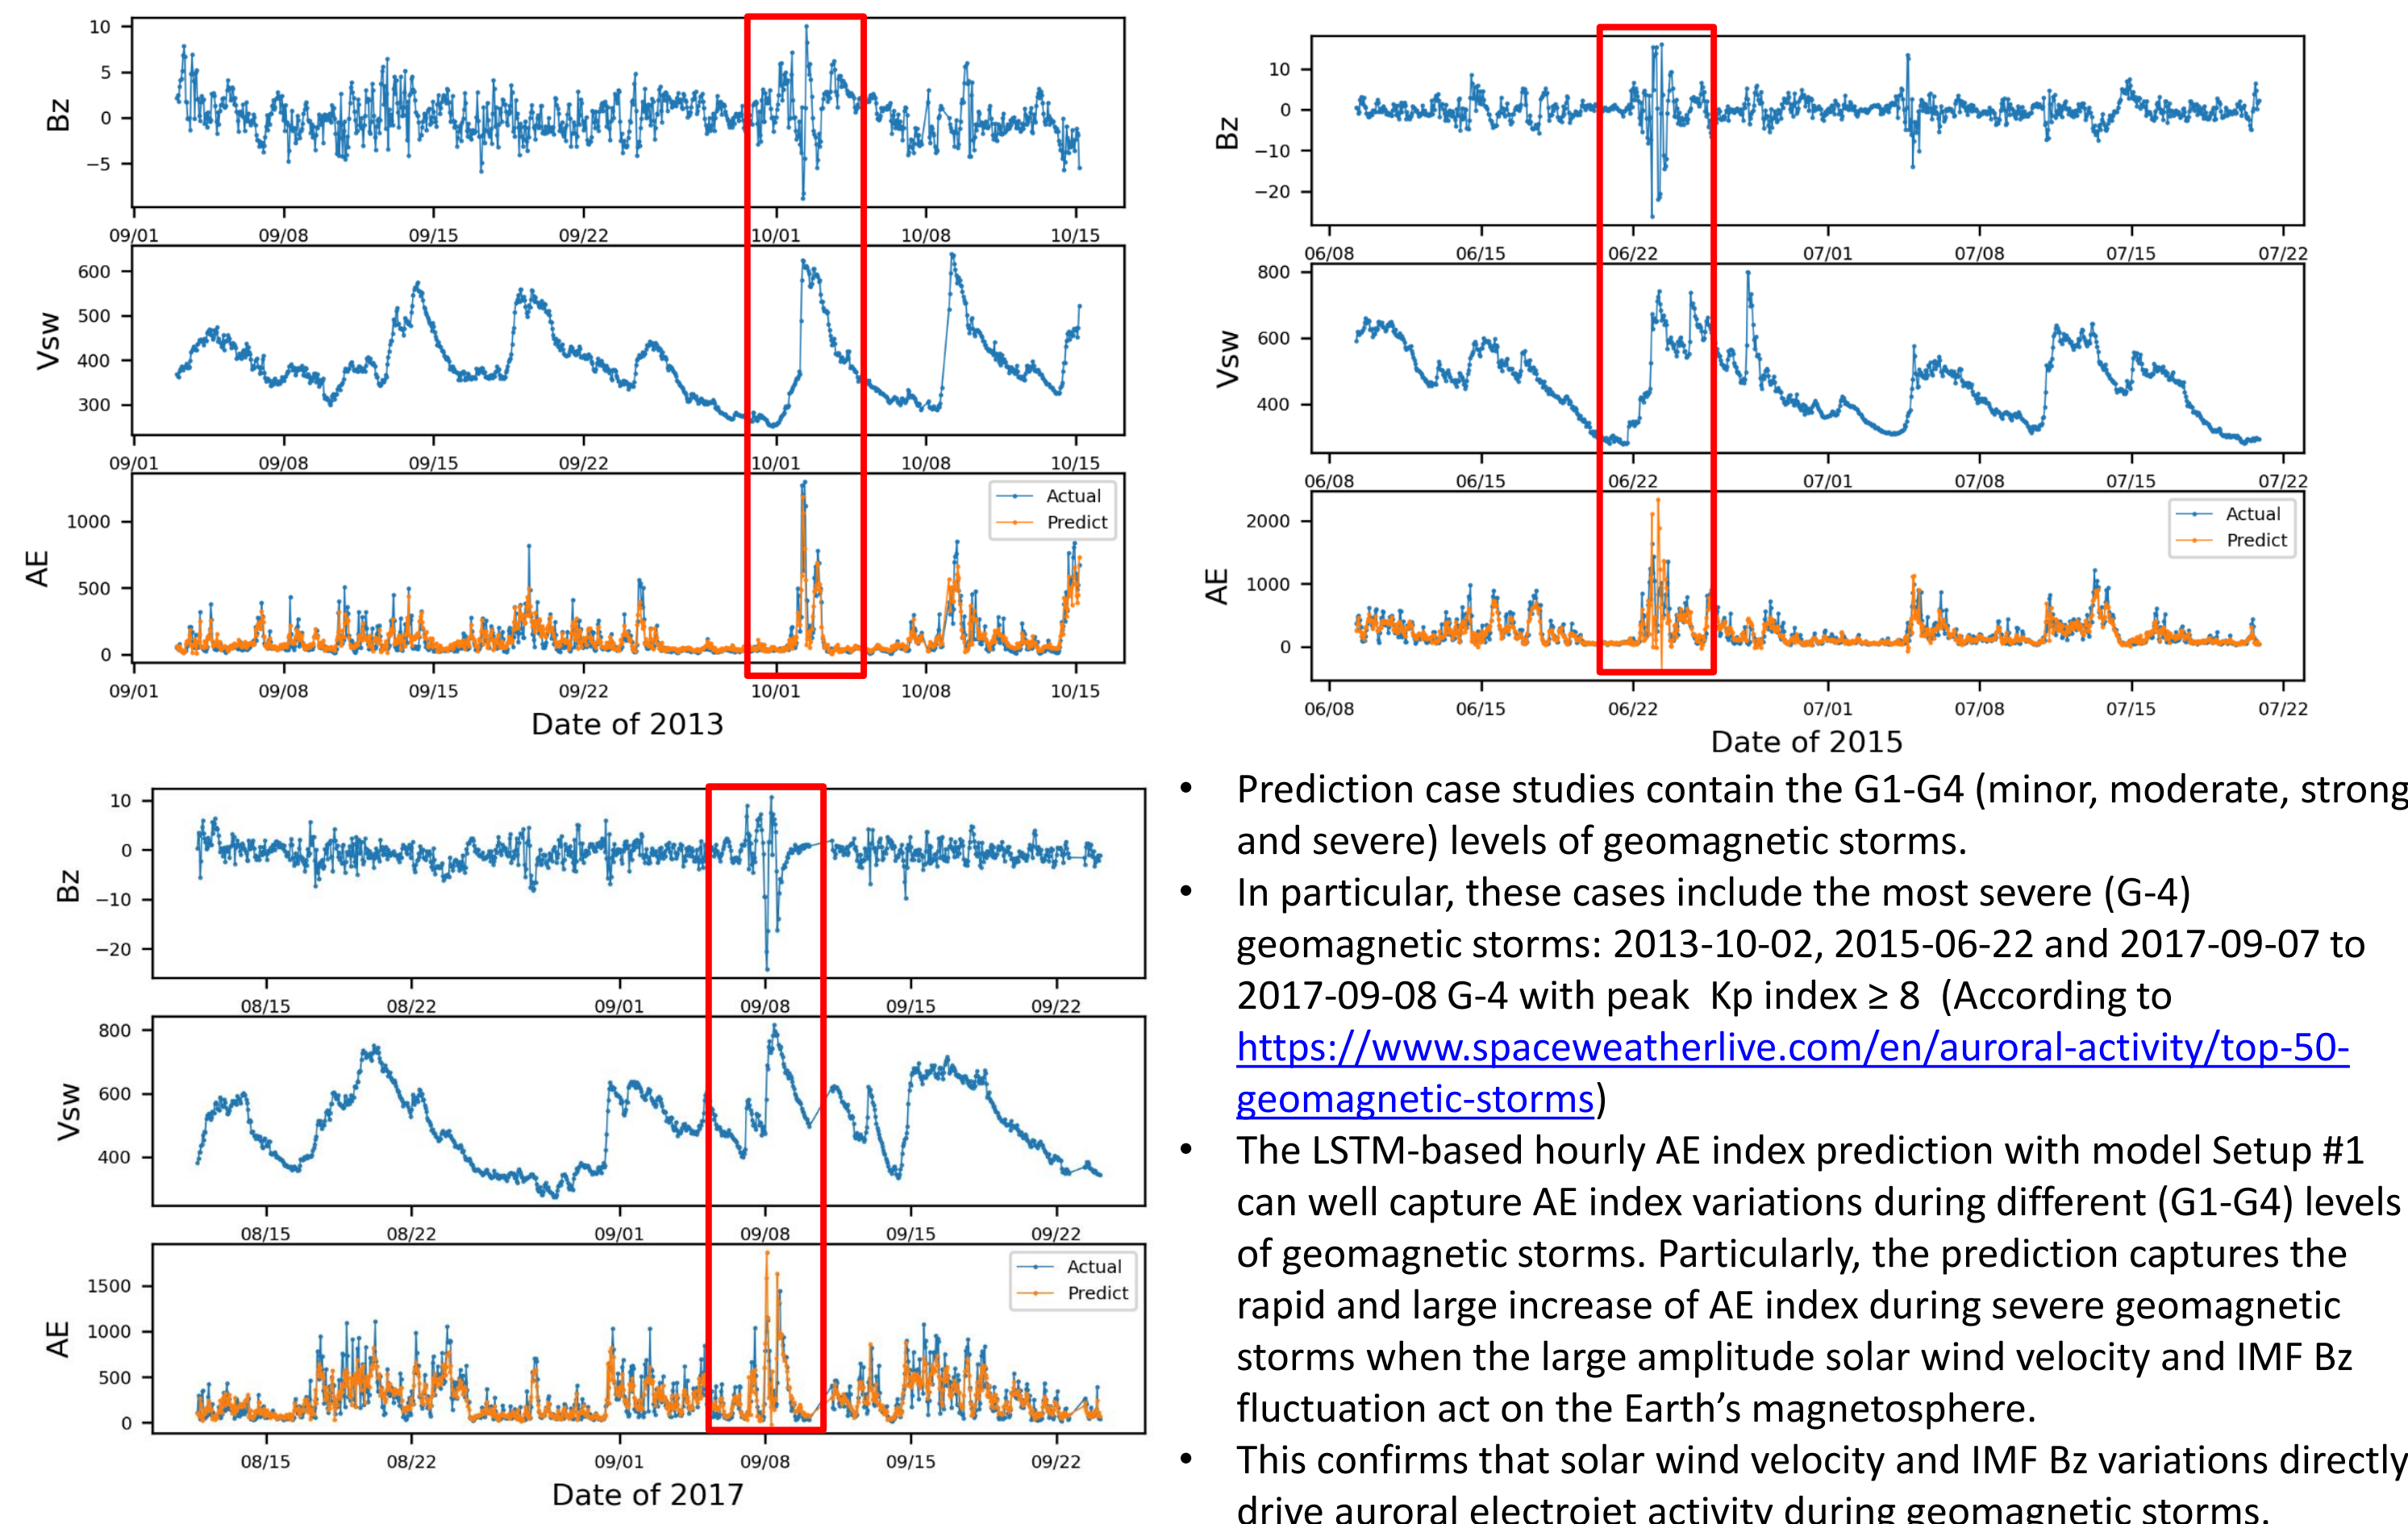 10
5
0
−5
Bz
09/01 09/08 09/15 09/22 10/01 10/08 10/15
600
500
400
300
Vsw
09/01 09/08 09/15 09/22 10/01 10/08 10/15
1000
500
0
AE
Actual
Predict
09/01 09/08 09/15 09/22 10/01 10/08 10/15
Date of 2013
10
0
−10
−20
Bz
06/08 06/15 06/22 07/01 07/08 07/15 07/22
800
600
400
Vsw
06/08 06/15 06/22 07/01 07/08 07/15 07/22
2000
1000
0
AE
Actual
Predict
06/08 06/15 06/22 07/01 07/08 07/15 07/22
Date of 2015
10
0
−10
−20
Bz
08/15 08/22 09/01 09/08 09/15 09/22
800
600
400
Vsw
08/15 08/22 09/01 09/08 09/15 09/22
1500
1000
500
0
AE
Actual
Predict
08/15 08/22 09/01 09/08 09/15 09/22
Date of 2017
• Prediction case studies contain the G1-G4 (minor, moderate, strong
and severe) levels of geomagnetic storms.
• In particular, these cases include the most severe (G-4)
geomagnetic storms: 2013-10-02, 2015-06-22 and 2017-09-07 to
2017-09-08 G-4 with peak Kp index ≥ 8 (According to
https://www.spaceweatherlive.com/en/auroral-activity/top-50-
geomagnetic-storms)
• The LSTM-based hourly AE index prediction with model Setup #1
can well capture AE index variations during different (G1-G4) levels
of geomagnetic storms. Particularly, the prediction captures the
rapid and large increase of AE index during severe geomagnetic
storms when the large amplitude solar wind velocity and IMF Bz
fluctuation act on the Earth’s magnetosphere.
• This confirms that solar wind velocity and IMF Bz variations directly
drive auroral electrojet activity during geomagnetic storms.